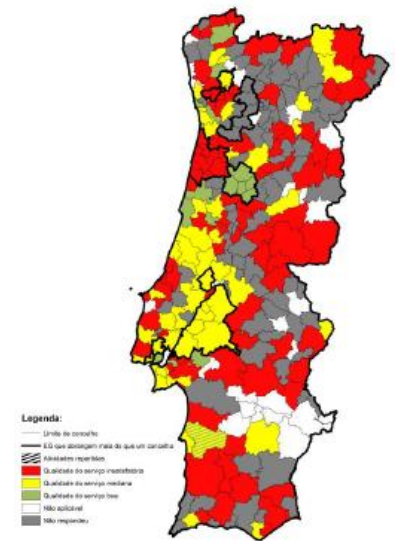 Legenda:
Limite de concelho
EG que abrangem mais do que um concelho
Atividades repartidas
Qualidade do serviço insatisfatória
Qualidade do serviço mediana
Qualidade do serviço boa
Não aplicável
Não respondeu